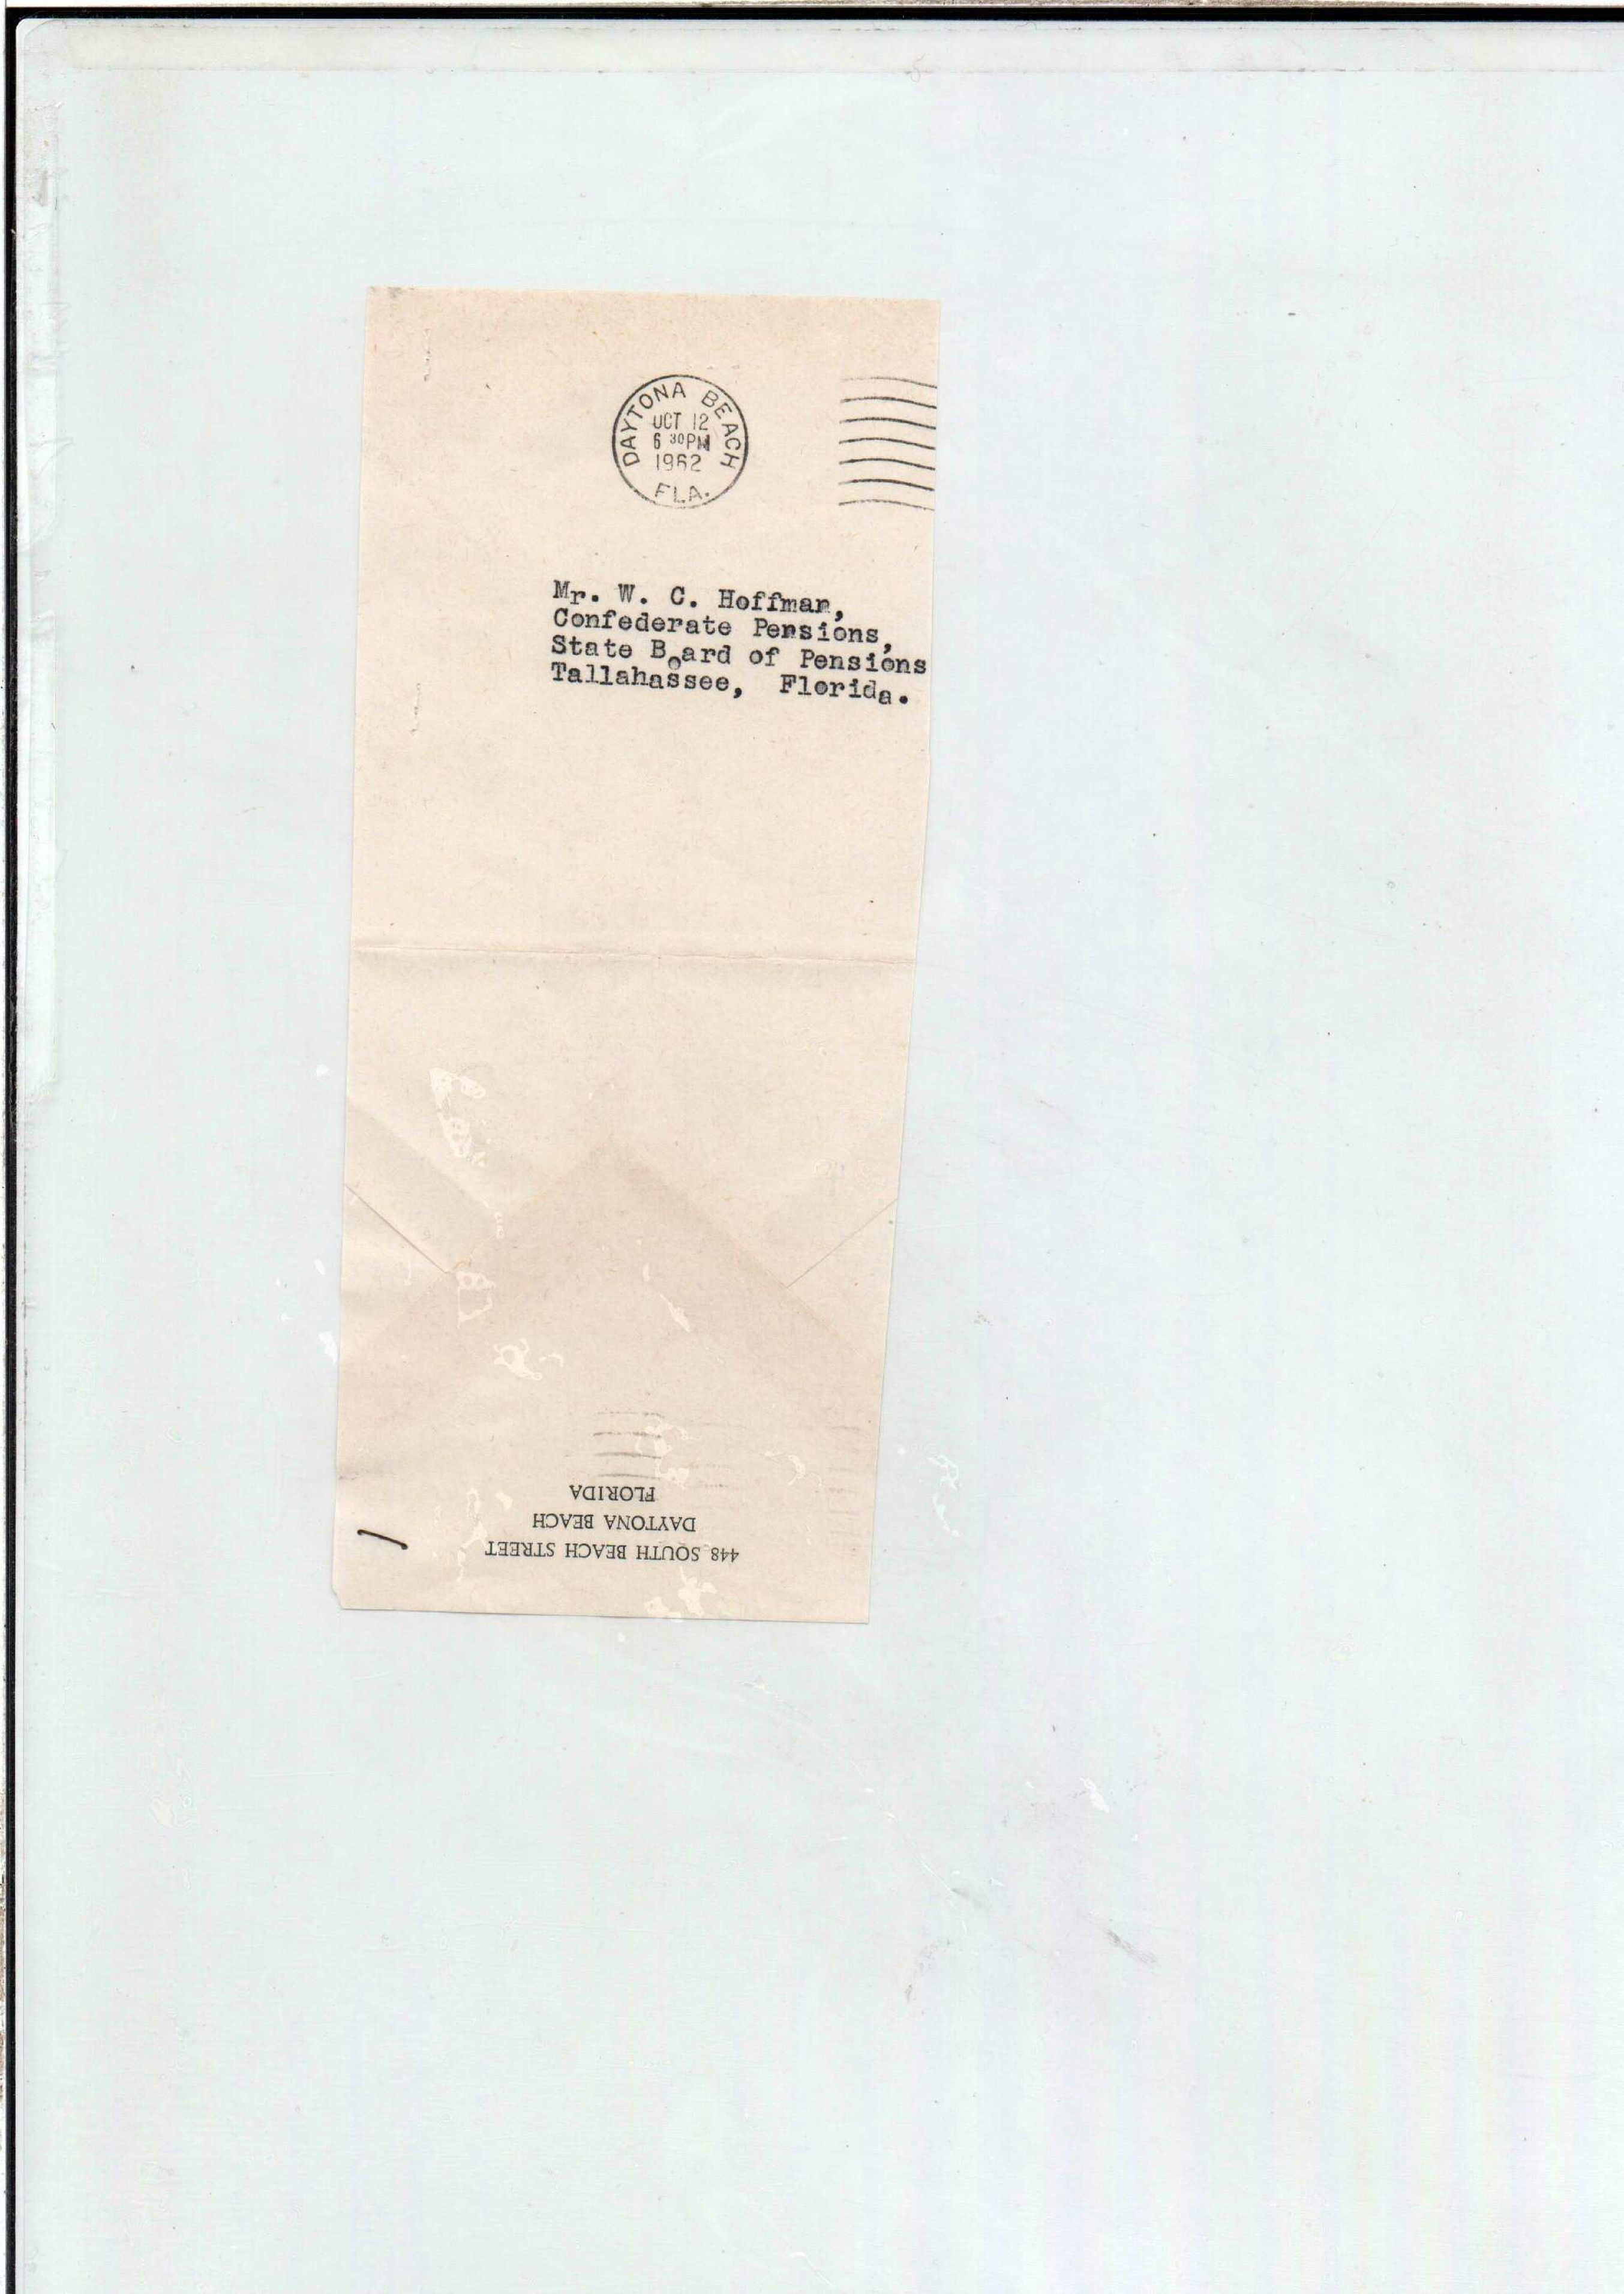 DAYTONA BEACH
OCT 12
6 30PM
1962
FLA.
Mr. W. C. Hoffman,
Confederate Pensions,
State Board of Pensions
Tallahassee, Florida.
448 SOUTH BEACH STREET
DAYTONA BEACH
FLORIDA